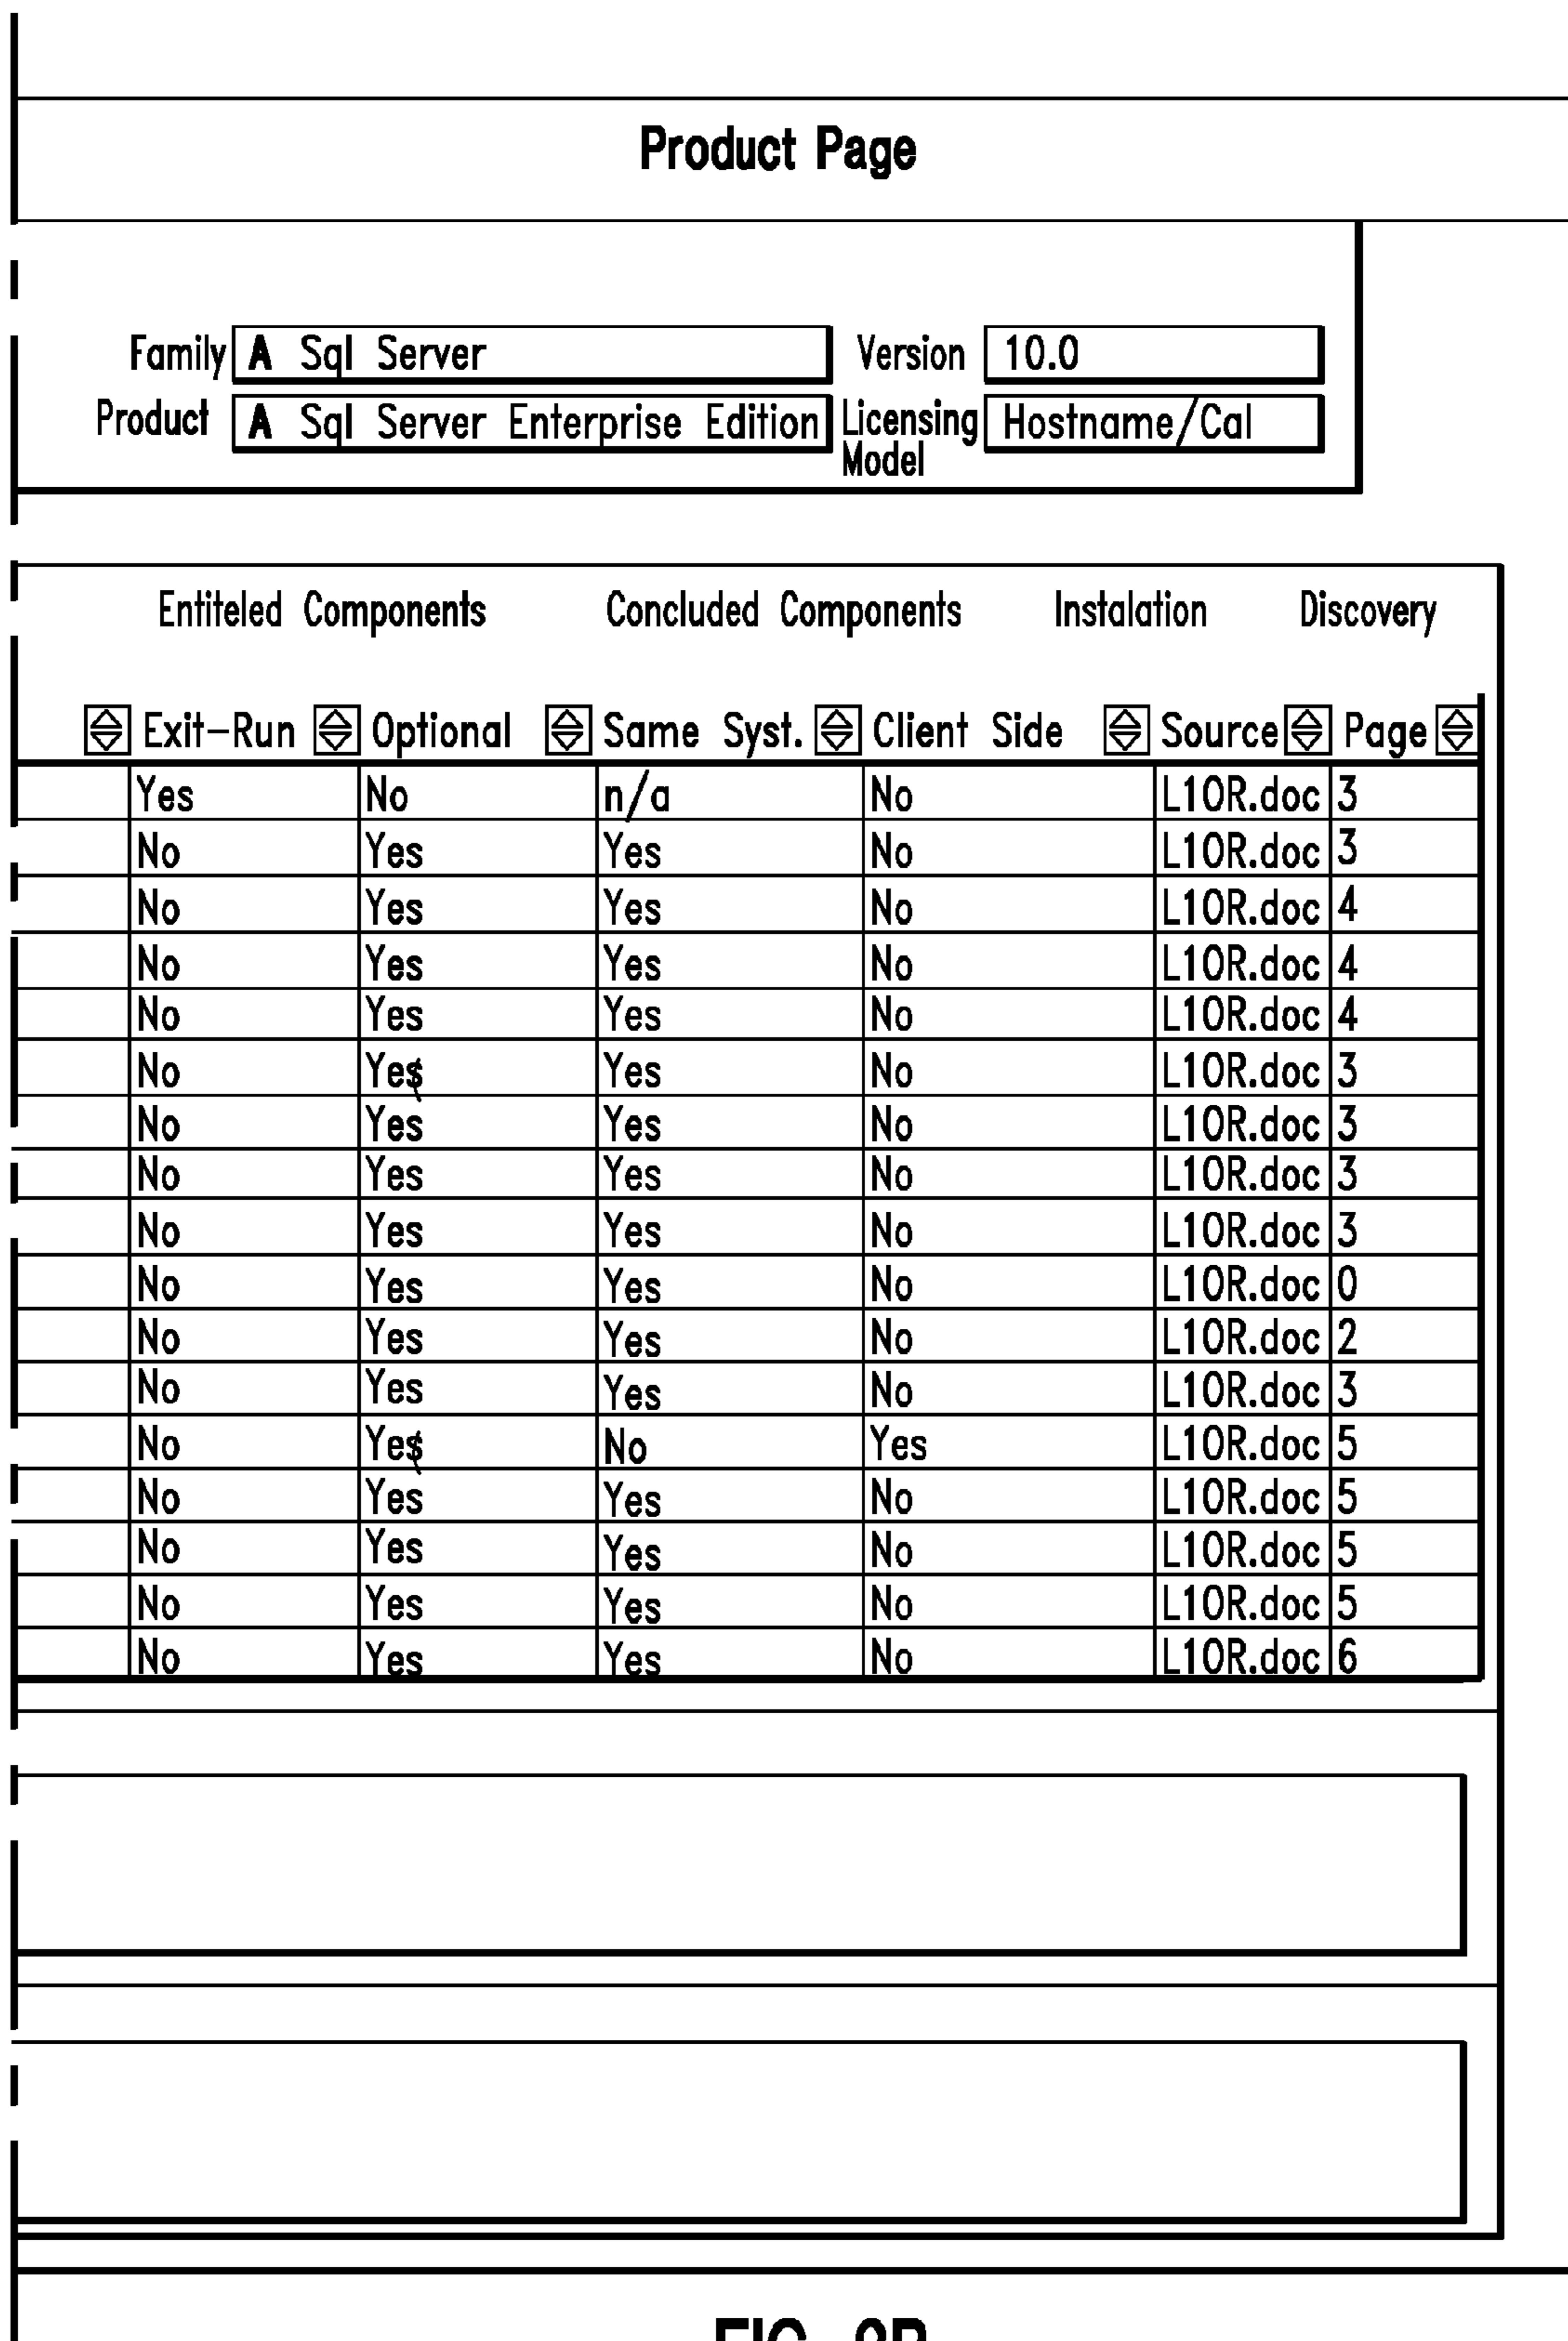 Product Page
Family A Sql Server Version 10.0
Product A Sql Server Enterprise Edition Licensing Model Hostname/Cal
Entiteled Components Concluded Components Instalation Discovery
Exit-Run Optional Same Syst. Client Side Source Page
Yes No n/a No L10R.doc 3
No Yes Yes No L10R.doc 3
No Yes Yes No L10R.doc 4
No Yes Yes No L10R.doc 4
No Yes Yes No L10R.doc 4
No Yes Yes No L10R.doc 3
No Yes Yes No L10R.doc 3
No Yes Yes No L10R.doc 3
No Yes Yes No L10R.doc 3
No Yes Yes No L10R.doc 0
No Yes Yes No L10R.doc 2
No Yes Yes No L10R.doc 3
No Yes No Yes L10R.doc 5
No Yes Yes No L10R.doc 5
No Yes Yes No L10R.doc 5
No Yes Yes No L10R.doc 5
No Yes Yes No L10R.doc 6